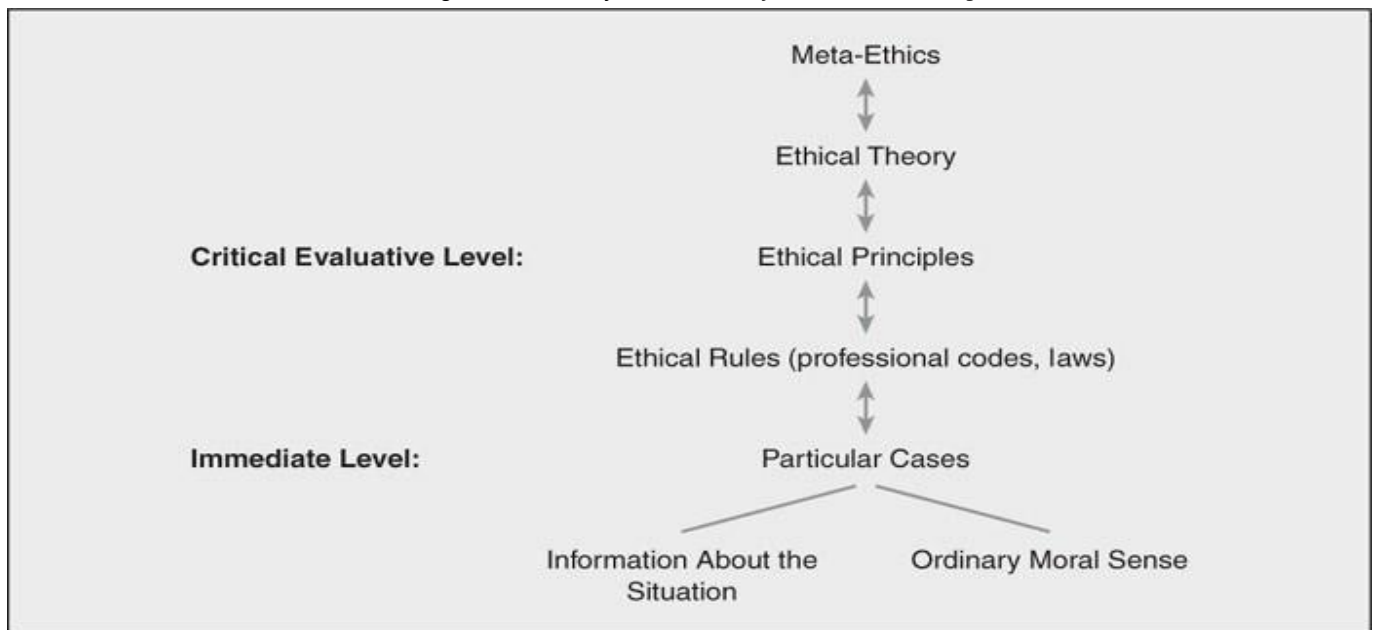 Meta-Ethics
Ethical Theory
Critical Evaluative Level:
Ethical Principles
Ethical Rules (professional codes, laws)
Immediate Level:
Particular Cases
Information About the
Situation
Ordinary Moral Sense